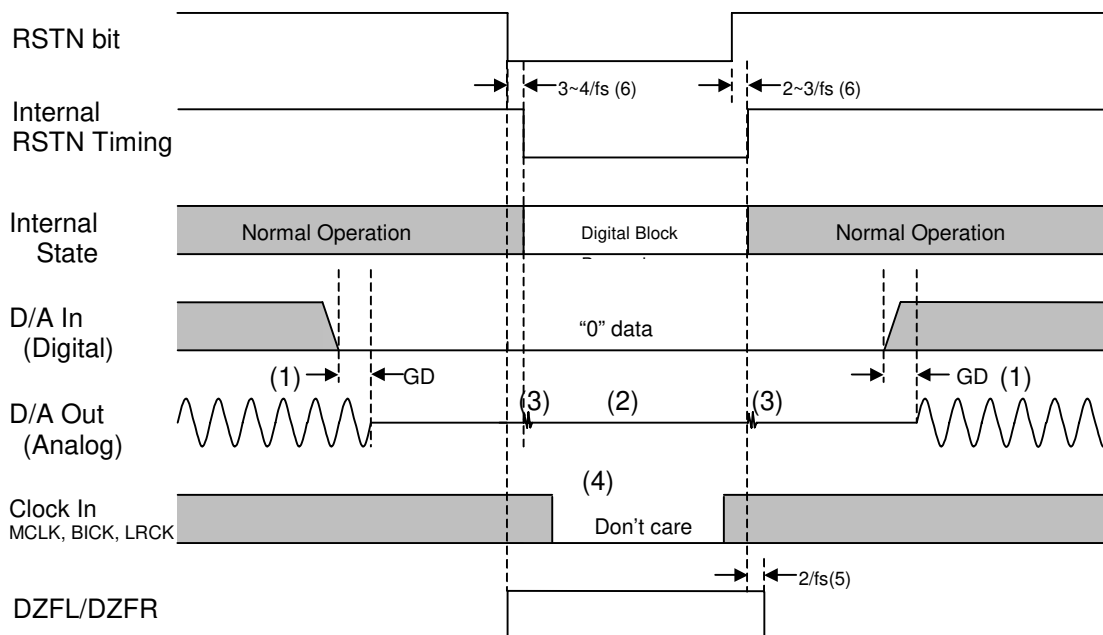 RSTN bit
3~4/fs (6)
2~3/fs (6)
Internal
RSTN Timing
Internal
State
Normal Operation
Digital Block
Normal Operation
D/A In
(Digital)
“0” data
(1)
GD
GD
(1)
D/A Out
(Analog)
(3)
(2)
(3)
(4)
Clock In
MCLK, BICK, LRCK
Don’t care
2/fs(5)
DZFL/DZFR